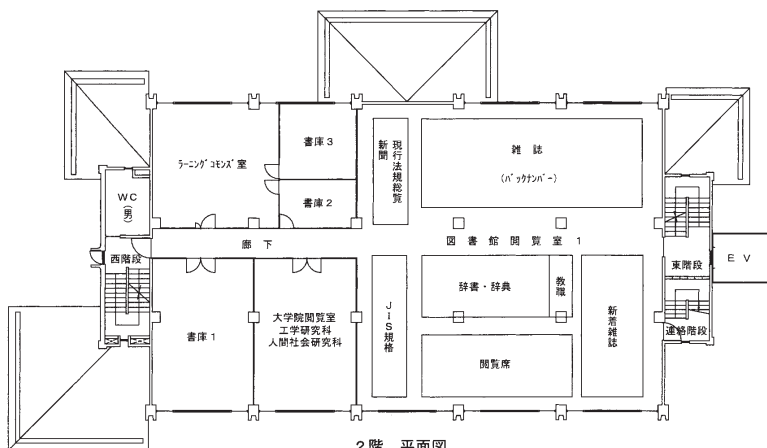 ラーニングコモンズ室
書庫3
書庫2
現行法規総覧
新聞
雑誌
(バックナンバー)
WC
(男)
廊下
図書館閲覧室1
西階段
東階段
EV
書庫1
大学院閲覧室
工学研究科
人間社会研究科
JIS規格
辞書・辞典
教職
新着雑誌
閲覧席
連絡階段
2階 平面図